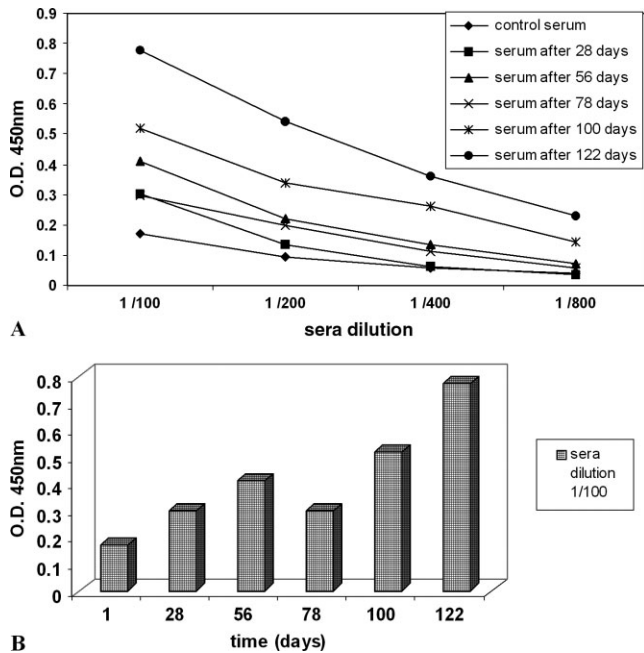 0.9
0.8
0.7
0.6
0.5
0.4
0.3
0.2
0.1
0
O.D. 450nm
control serum
serum after 28 days
serum after 56 days
serum after 78 days
serum after 100 days
serum after 122 days
1 /100 1 /200 1 /400 1 /800
sera dilution
A
0.8
0.7
0.6
0.5
0.4
0.3
0.2
0.1
0
O.D. 450nm
1 28 56 78 100 122
time (days)
sera
dilution
1/100
B